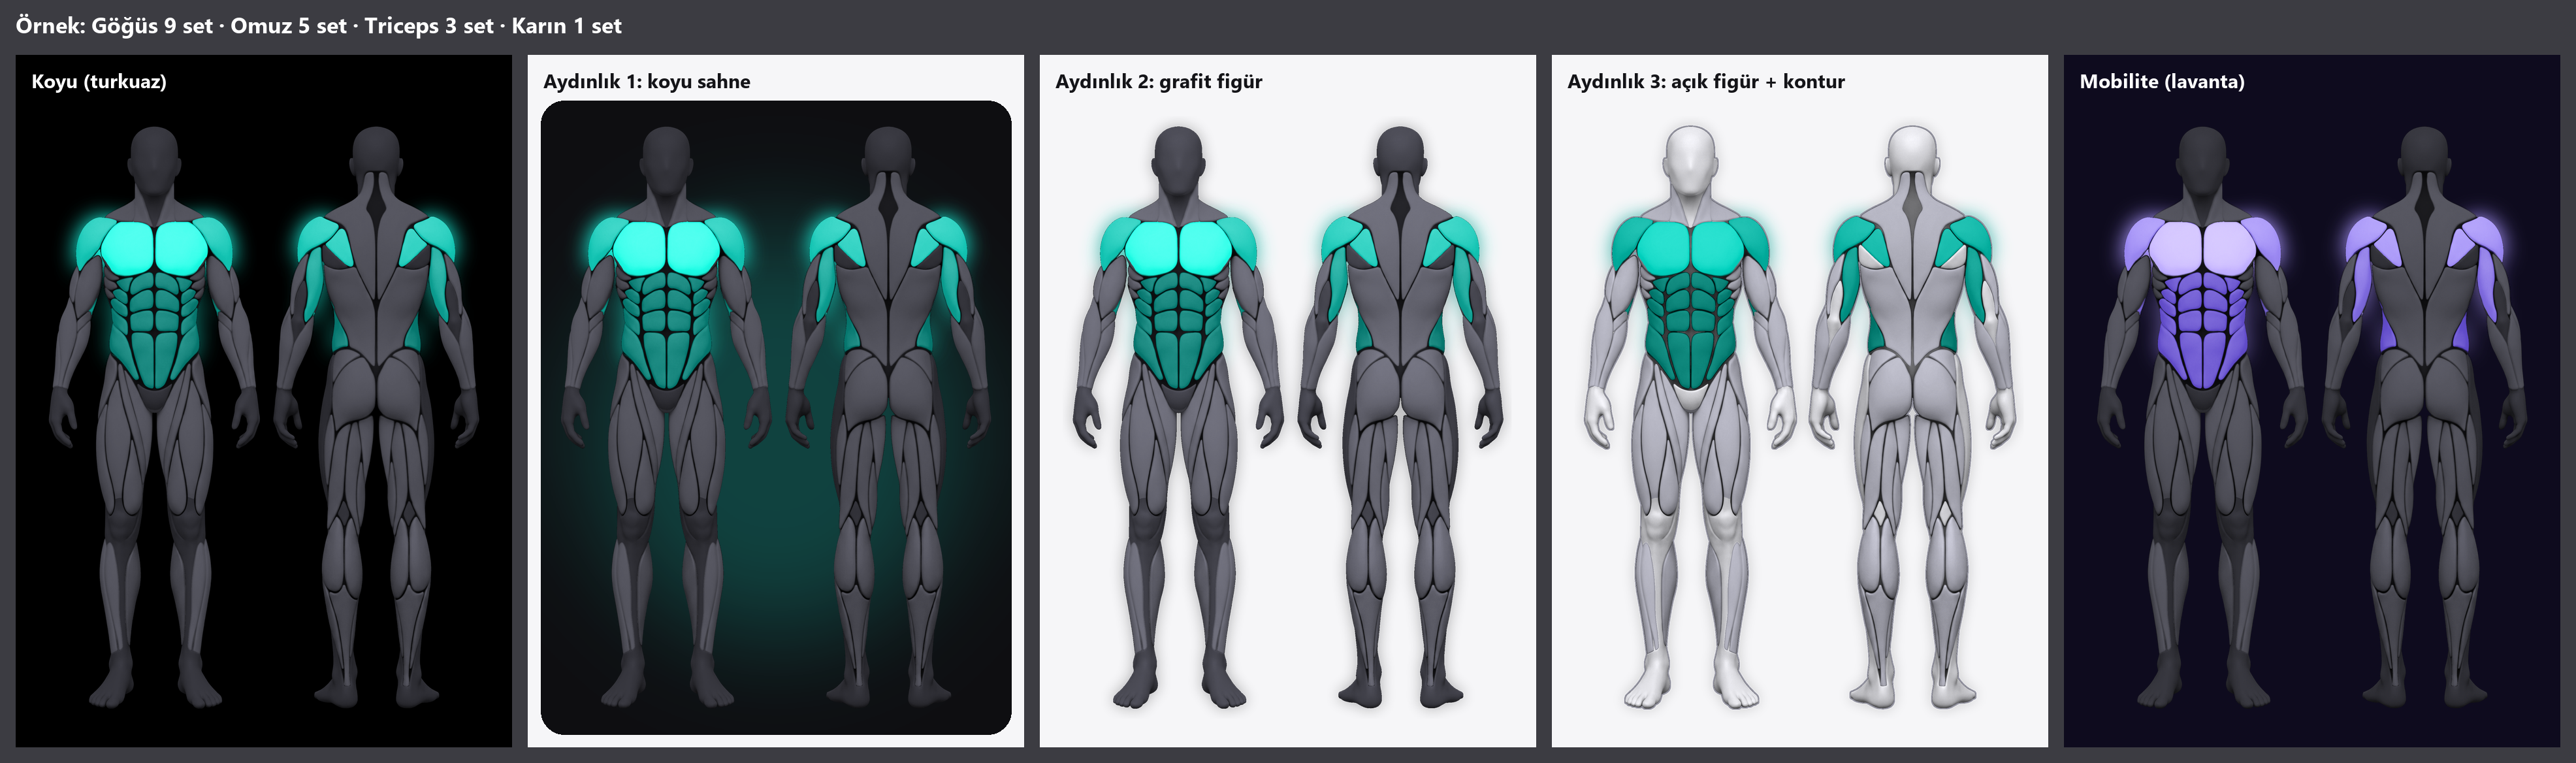 Örnek: Göğüs 9 set · Omuz 5 set · Triceps 3 set · Karın 1 set
Koyu (turkuaz)
Aydınlık 1: koyu sahne
Aydınlık 2: grafit figür
Aydınlık 3: açık figür + kontur
Mobilite (lavanta)